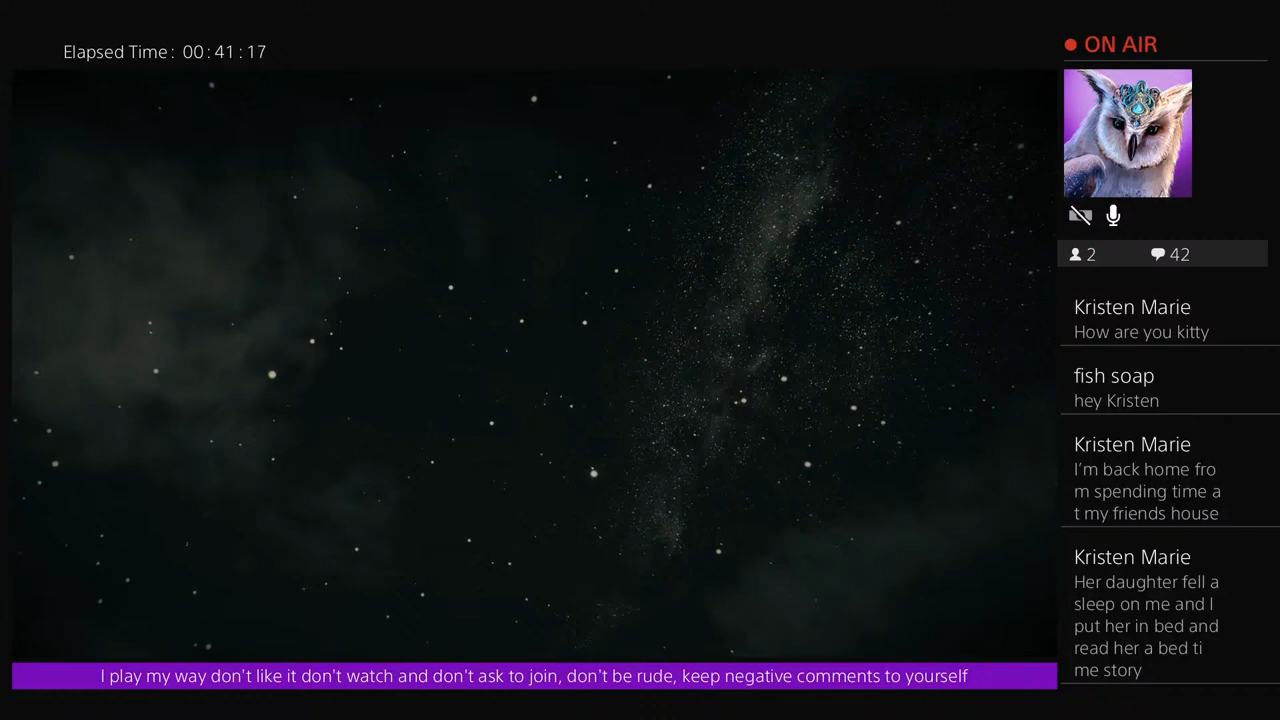 Elapsed Time: 00:41:17
ON AIR
2 42
Kristen Marie
How are you kitty
fish soap
hey Kristen
Kristen Marie
I'm back home fro
m spending time a
t my friends house
Kristen Marie
Her daughter fell a
sleep on me and I
put her in bed and
read her a bed ti
me story
I play my way don't like it don't watch and don't ask to join, don't be rude, keep negative comments to yourself